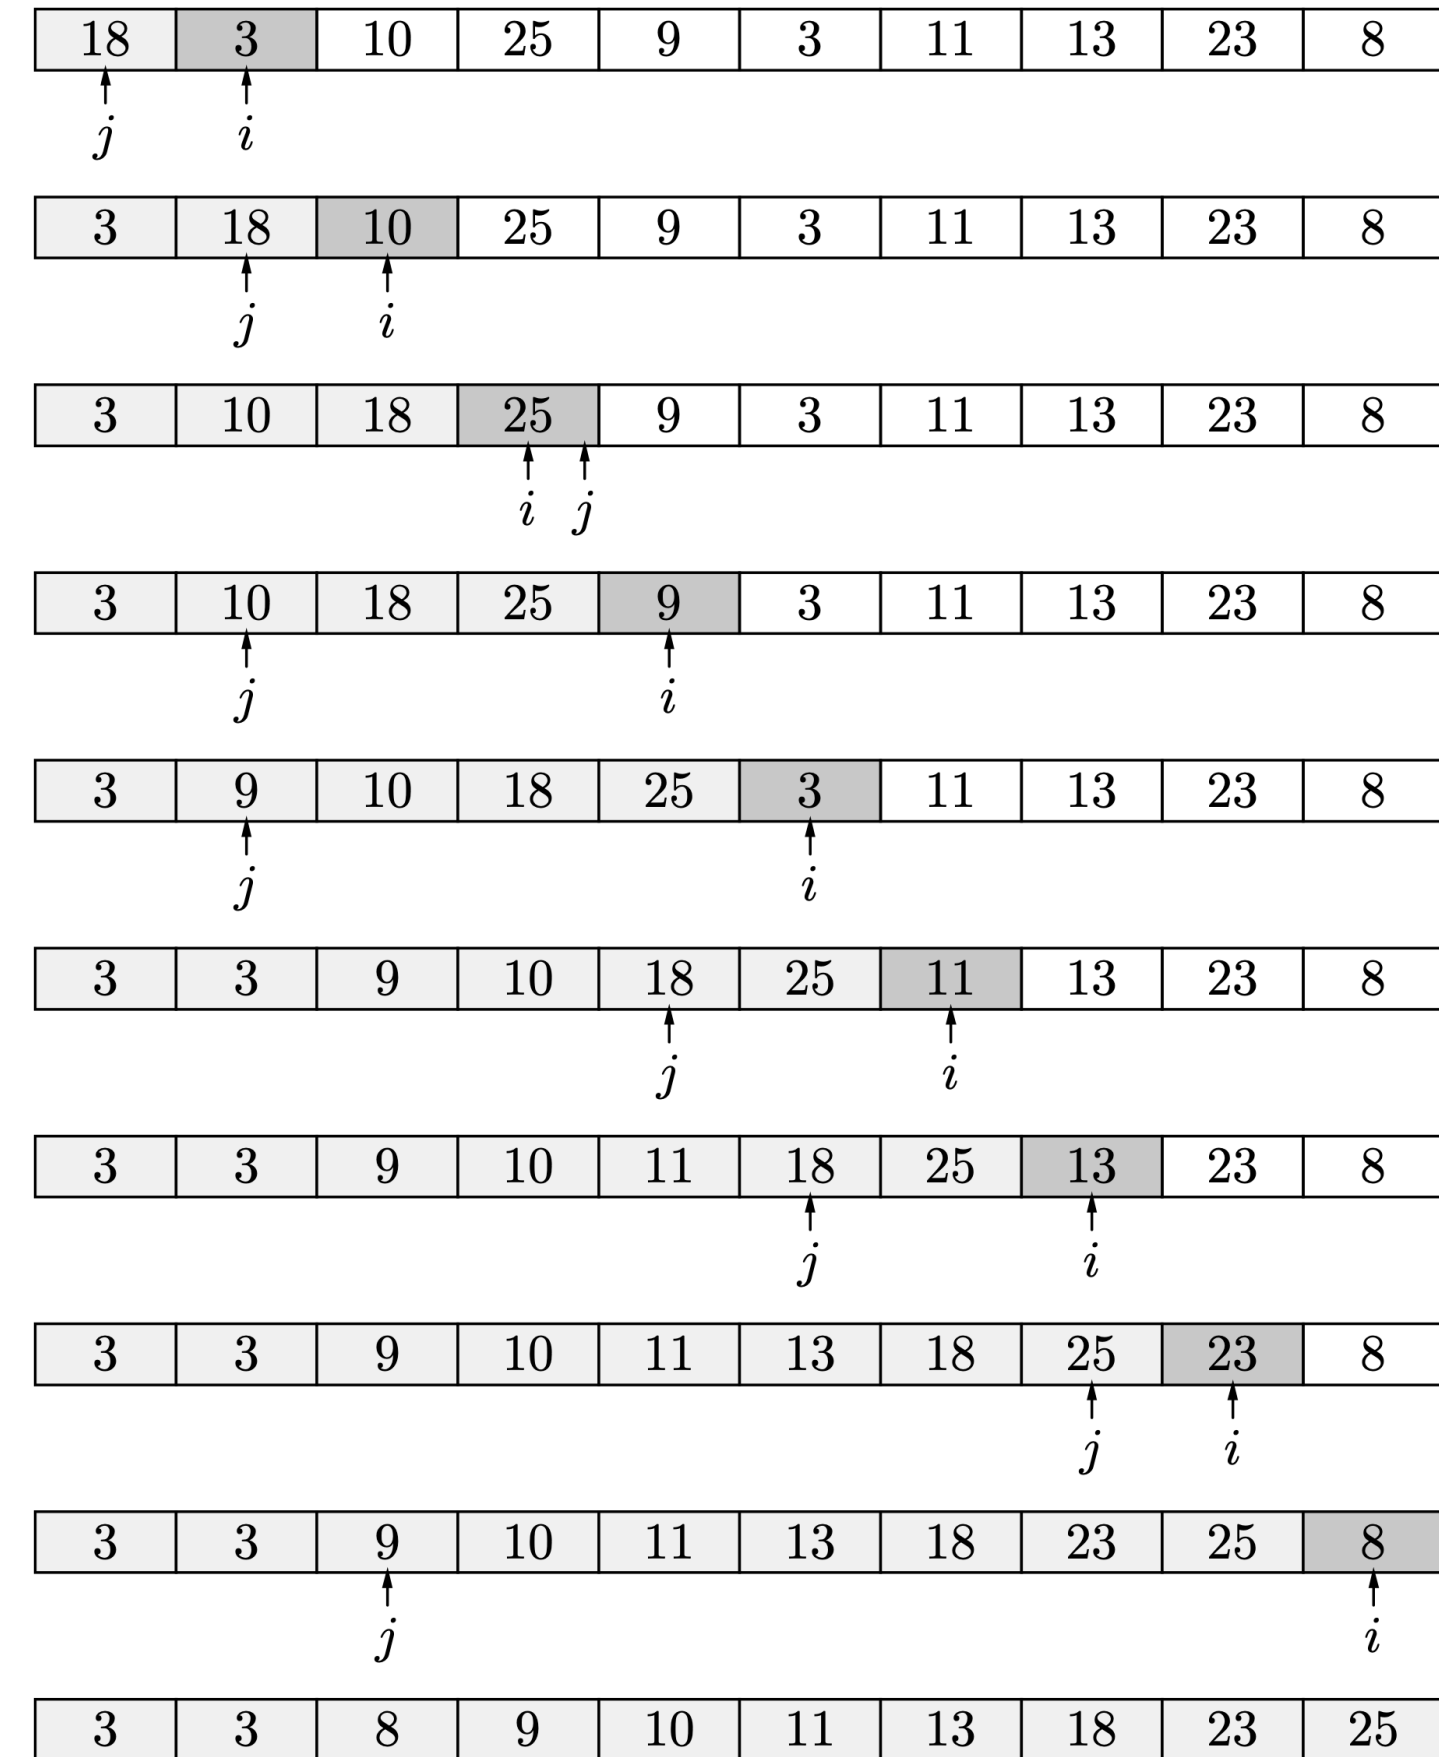 18 3 10 25 9 3 11 13 23 8
j i
3 18 10 25 9 3 11 13 23 8
j i
3 10 18 25 9 3 11 13 23 8
i j
3 10 18 25 9 3 11 13 23 8
j i
3 9 10 18 25 3 11 13 23 8
j i
3 3 9 10 18 25 11 13 23 8
j i
3 3 9 10 11 18 25 13 23 8
j i
3 3 9 10 11 13 18 25 23 8
j i
3 3 9 10 11 13 18 23 25 8
j i
3 3 8 9 10 11 13 18 23 25